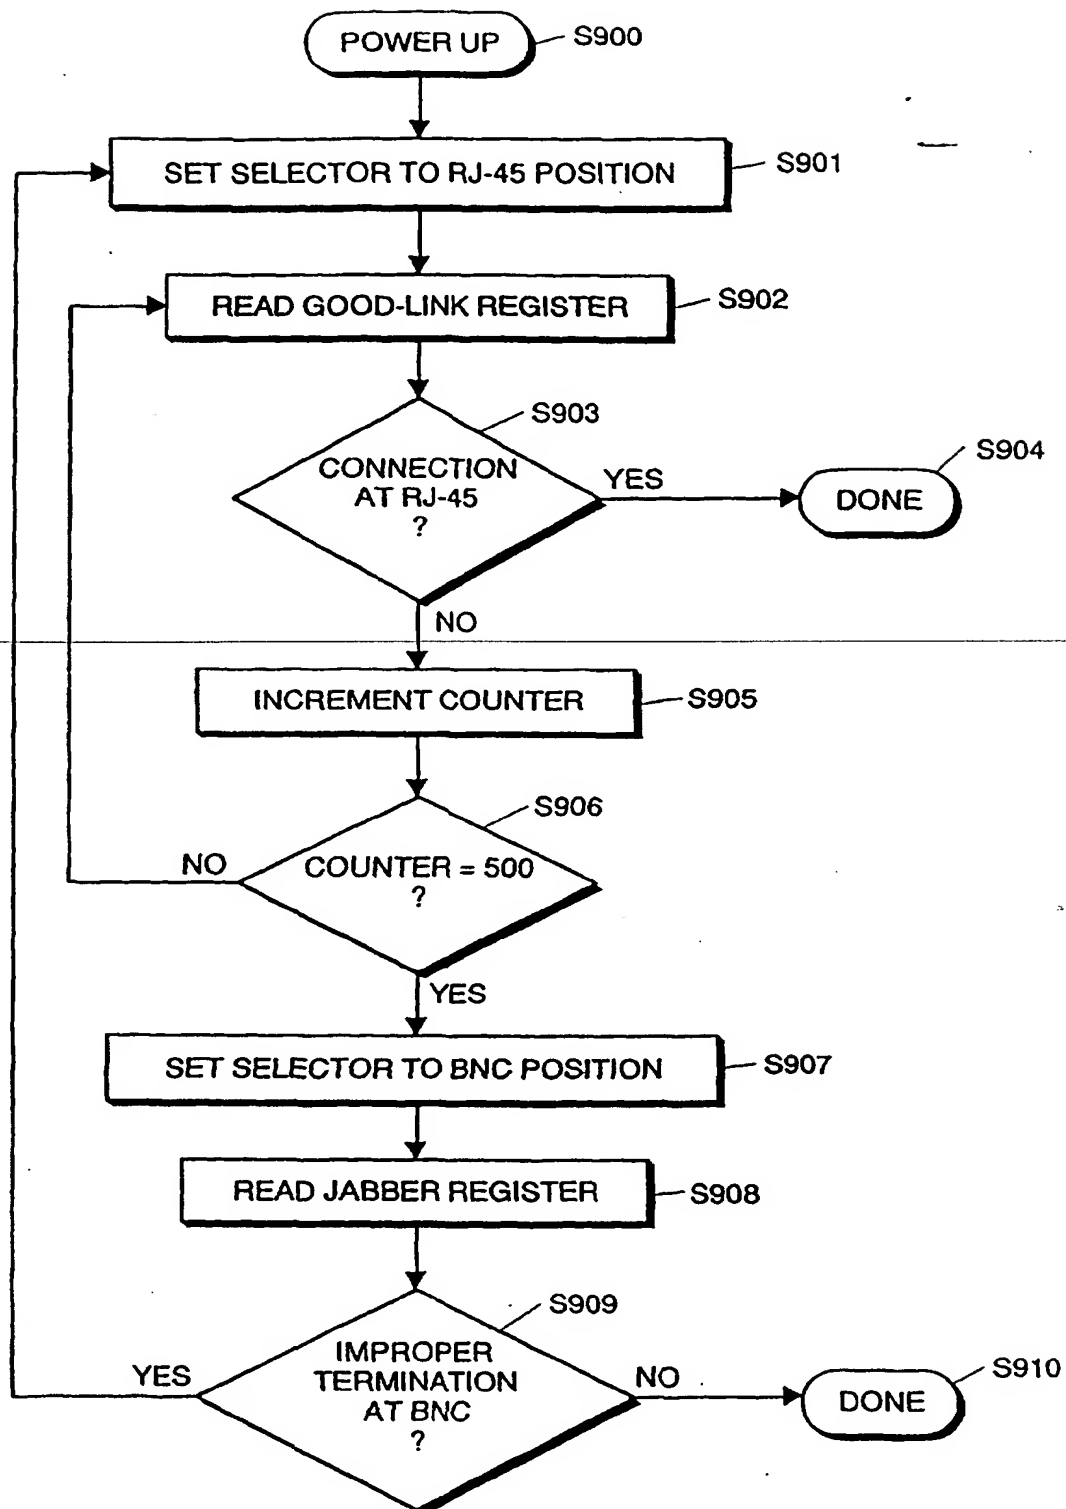 POWER UP
S900
SET SELECTOR TO RJ-45 POSITION
S901
READ GOOD-LINK REGISTER
S902
S903
CONNECTION
AT RJ-45
?
YES
S904
DONE
NO
INCREMENT COUNTER
S905
S906
NO
COUNTER = 500
?
YES
SET SELECTOR TO BNC POSITION
S907
READ JABBER REGISTER
S908
S909
YES
IMPROPER
TERMINATION
AT BNC
?
NO
S910
DONE